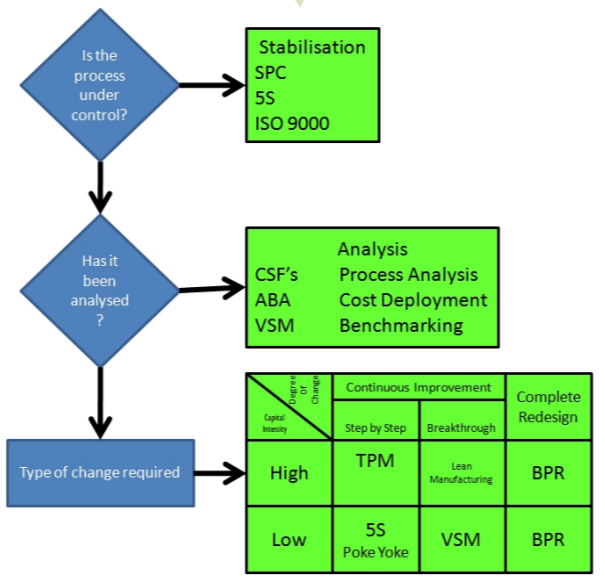 Is the
process
under
control?
Stabilisation
SPC
5S
ISO 9000
Has it
been
analysed
?
Analysis
CSF's Process Analysis
ABA Cost Deployment
VSM Benchmarking
Type of change required
Degree
Of
Change
Capital
Intensity
Continuous Improvement
Complete
Redesign
Step by Step
Breakthrough
High
TPM
Lean
Manufacturing
BPR
Low
5S
Poke Yoke
VSM
BPR